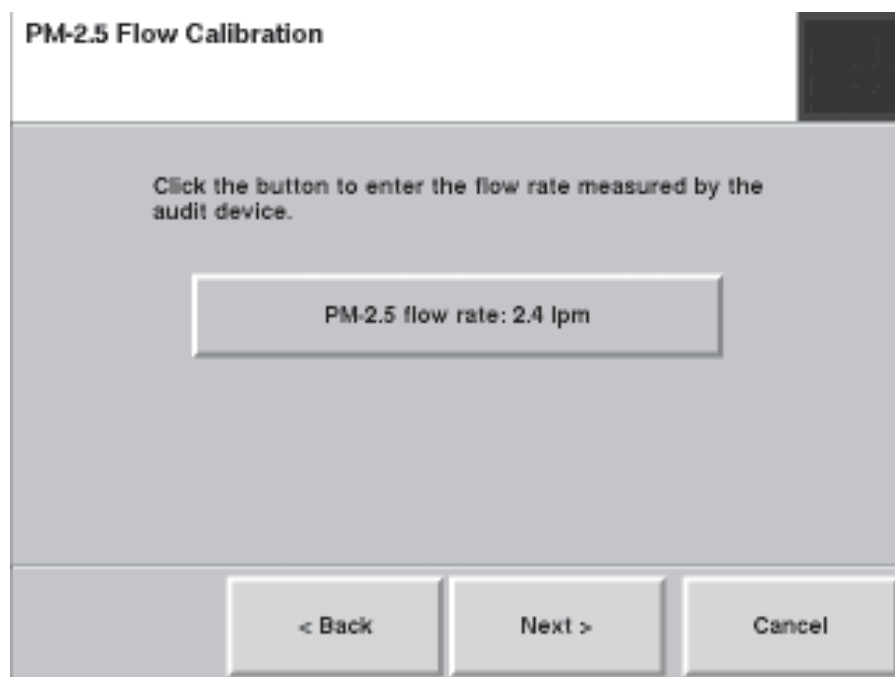 PM-2.5 Flow Calibration
Click the button to enter the flow rate measured by the
audit device.
PM-2.5 flow rate: 2.4 lpm
< Back
Next >
Cancel